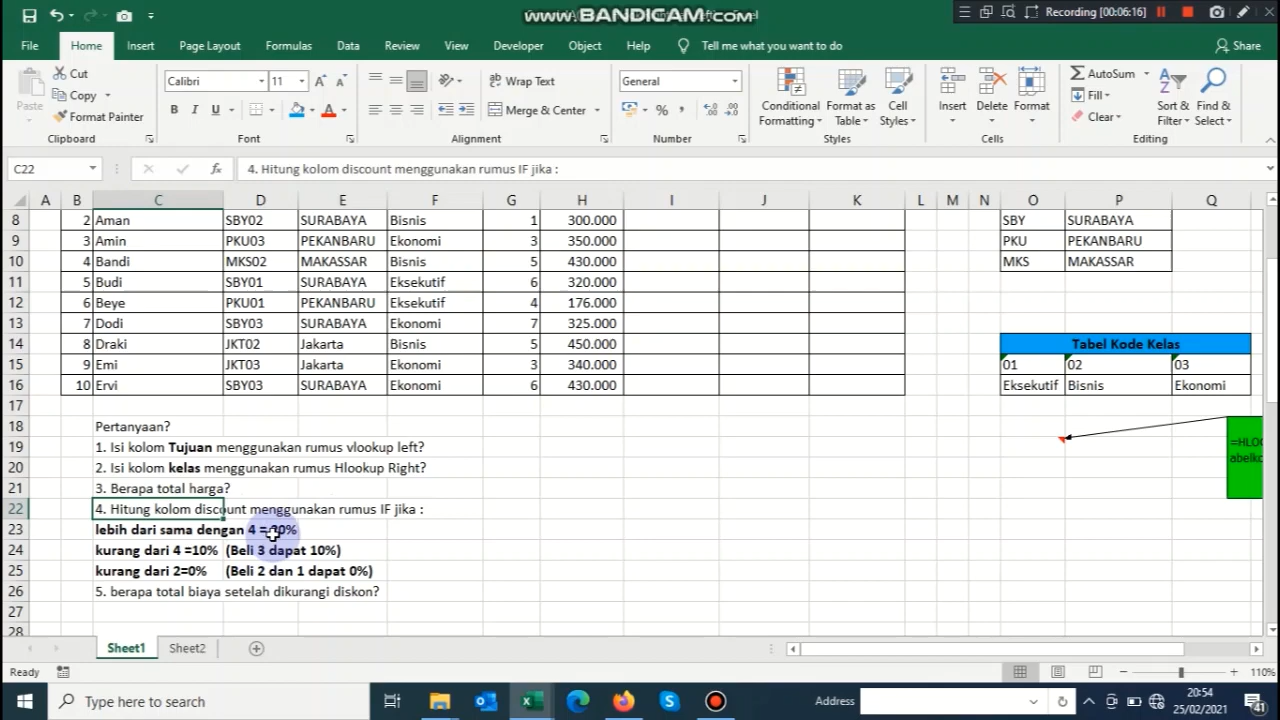 www.BANDICAM.com
Recording [00:06:16]
File Home Insert Page Layout Formulas Data Review View Developer Object Help Tell me what you want to do Share
Paste
Cut
Copy
Format Painter
Clipboard
Calibri 11
B I U
Font
Wrap Text
Merge & Center
Alignment
General
Number
Conditional Formatting
Format as Table
Cell Styles
Styles
Insert Delete Format
Cells
AutoSum
Fill
Clear
Sort & Filter
Find & Select
Editing
C22 fx 4. Hitung kolom discount menggunakan rumus IF jika :
A B C D E F G H I J K L M N O P Q
8 2 Aman SBY02 SURABAYA Bisnis 1 300.000 SBY SURABAYA
9 3 Amin PKU03 PEKANBARU Ekonomi 3 350.000 PKU PEKANBARU
10 4 Bandi MKS02 MAKASSAR Bisnis 5 430.000 MKS MAKASSAR
11 5 Budi SBY01 SURABAYA Eksekutif 6 320.000
12 6 Beye PKU01 PEKANBARU Eksekutif 4 176.000
13 7 Dodi SBY03 SURABAYA Ekonomi 7 325.000
14 8 Draki JKT02 Jakarta Bisnis 5 450.000 Tabel Kode Kelas
15 9 Emi JKT03 Jakarta Ekonomi 3 340.000 01 02 03
16 10 Ervi SBY03 SURABAYA Ekonomi 6 430.000 Eksekutif Bisnis Ekonomi
17
18 Pertanyaan?
19 1. Isi kolom Tujuan menggunakan rumus vlookup left?
=HLOO
20 2. Isi kolom kelas menggunakan rumus Hlookup Right?
abelko
21 3. Berapa total harga?
22 4. Hitung kolom discount menggunakan rumus IF jika :
23 lebih dari sama dengan 4 =
24 kurang dari 4 =10% (Beli 3 dapat 10%)
25 kurang dari 2=0% (Beli 2 dan 1 dapat 0%)
26 5. berapa total biaya setelah dikurangi diskon?
27
28
Sheet1 Sheet2
Ready 110%
Type here to search
Address
20:54
25/02/2021
41